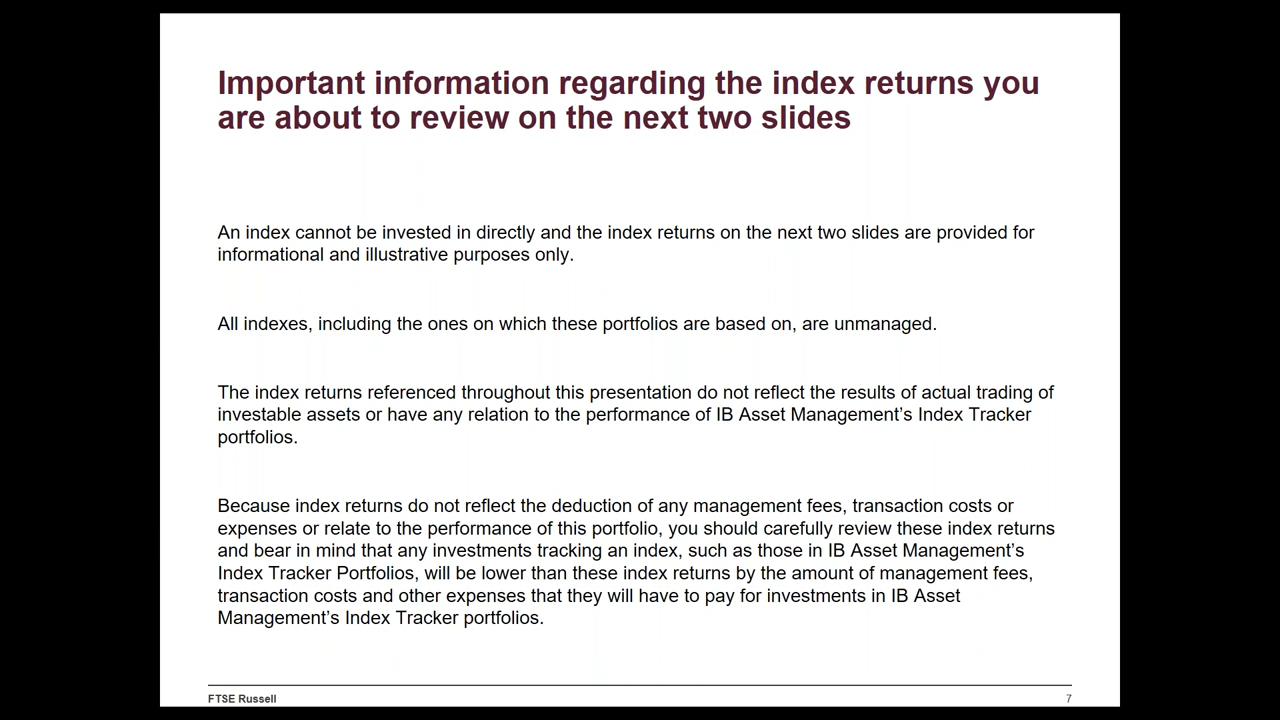 Important information regarding the index returns you
are about to review on the next two slides
An index cannot be invested in directly and the index returns on the next two slides are provided for
informational and illustrative purposes only.
All indexes, including the ones on which these portfolios are based on, are unmanaged.
The index returns referenced throughout this presentation do not reflect the results of actual trading of
investable assets or have any relation to the performance of IB Asset Management’s Index Tracker
portfolios.
Because index returns do not reflect the deduction of any management fees, transaction costs or
expenses or relate to the performance of this portfolio, you should carefully review these index returns
and bear in mind that any investments tracking an index, such as those in IB Asset Management’s
Index Tracker Portfolios, will be lower than these index returns by the amount of management fees,
transaction costs and other expenses that they will have to pay for investments in IB Asset
Management’s Index Tracker portfolios.
FTSE Russell
7